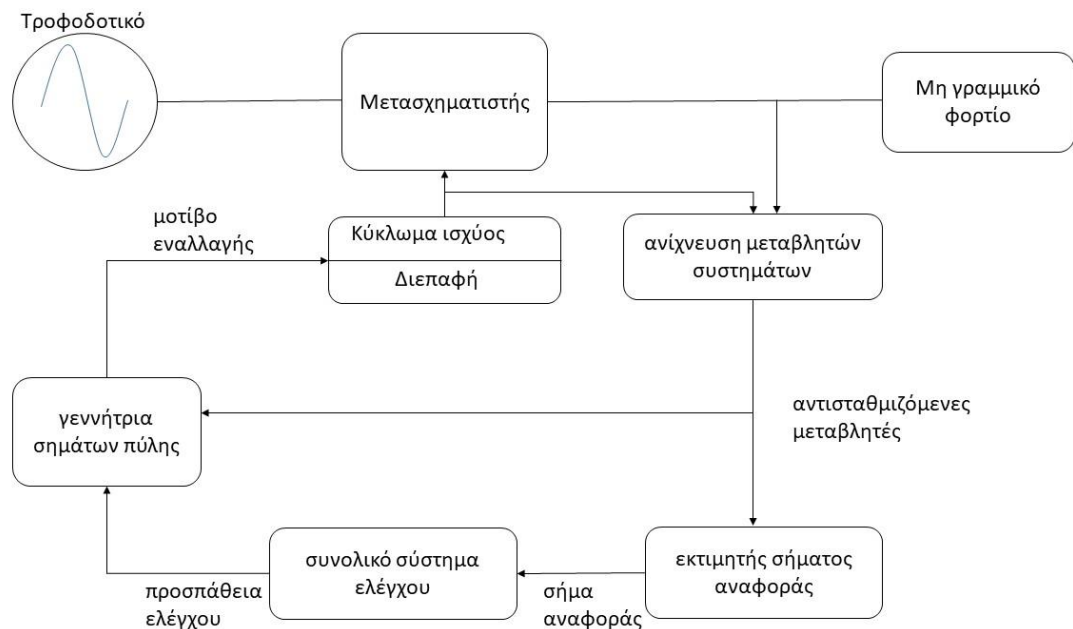 Τροφοδοτικό
Μετασχηματιστής
Μη γραμμικό
φορτίο
μοτίβο
εναλλαγής
Κύκλωμα ισχύος
Διεπαφή
ανίχνευση μεταβλητών
συστημάτων
γεννήτρια
σημάτων πύλης
αντισταθμιζόμενες
μεταβλητές
συνολικό σύστημα
ελέγχου
εκτιμητής σήματος
αναφοράς
προσπάθεια
ελέγχου
σήμα
αναφοράς